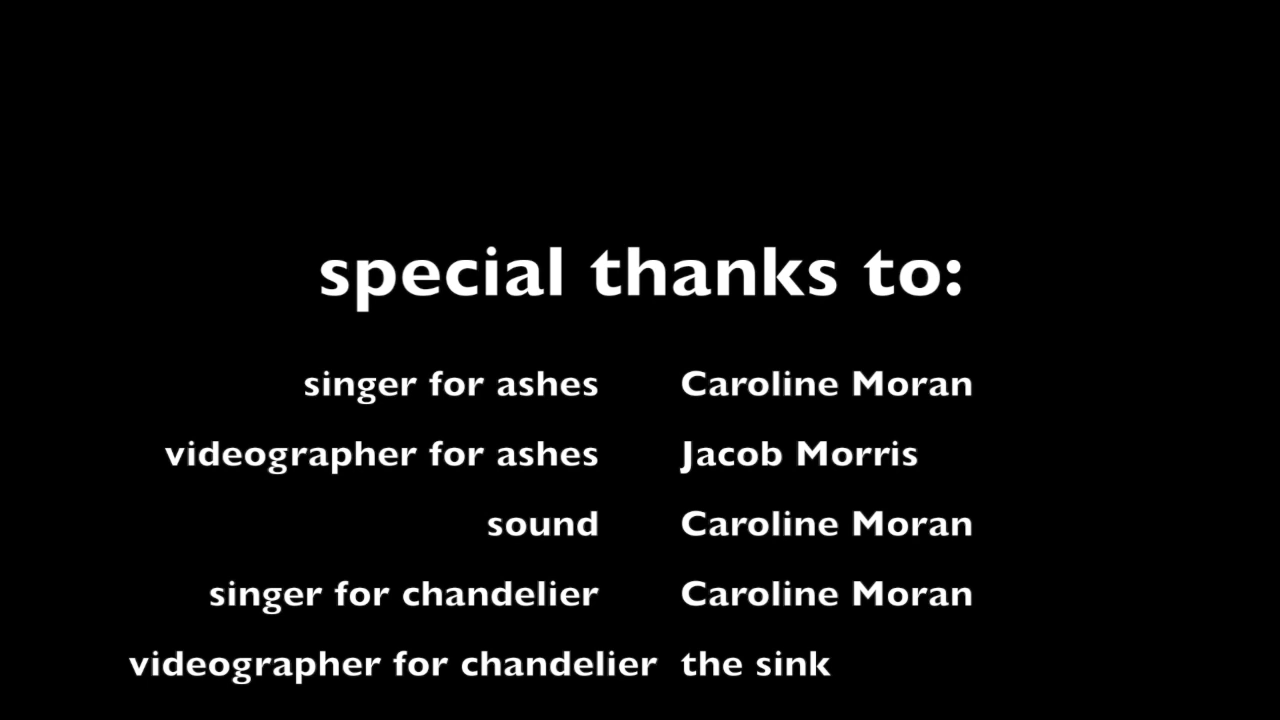 special thanks to:
singer for ashes Caroline Moran
videographer for ashes Jacob Morris
sound Caroline Moran
singer for chandelier Caroline Moran
videographer for chandelier the sink